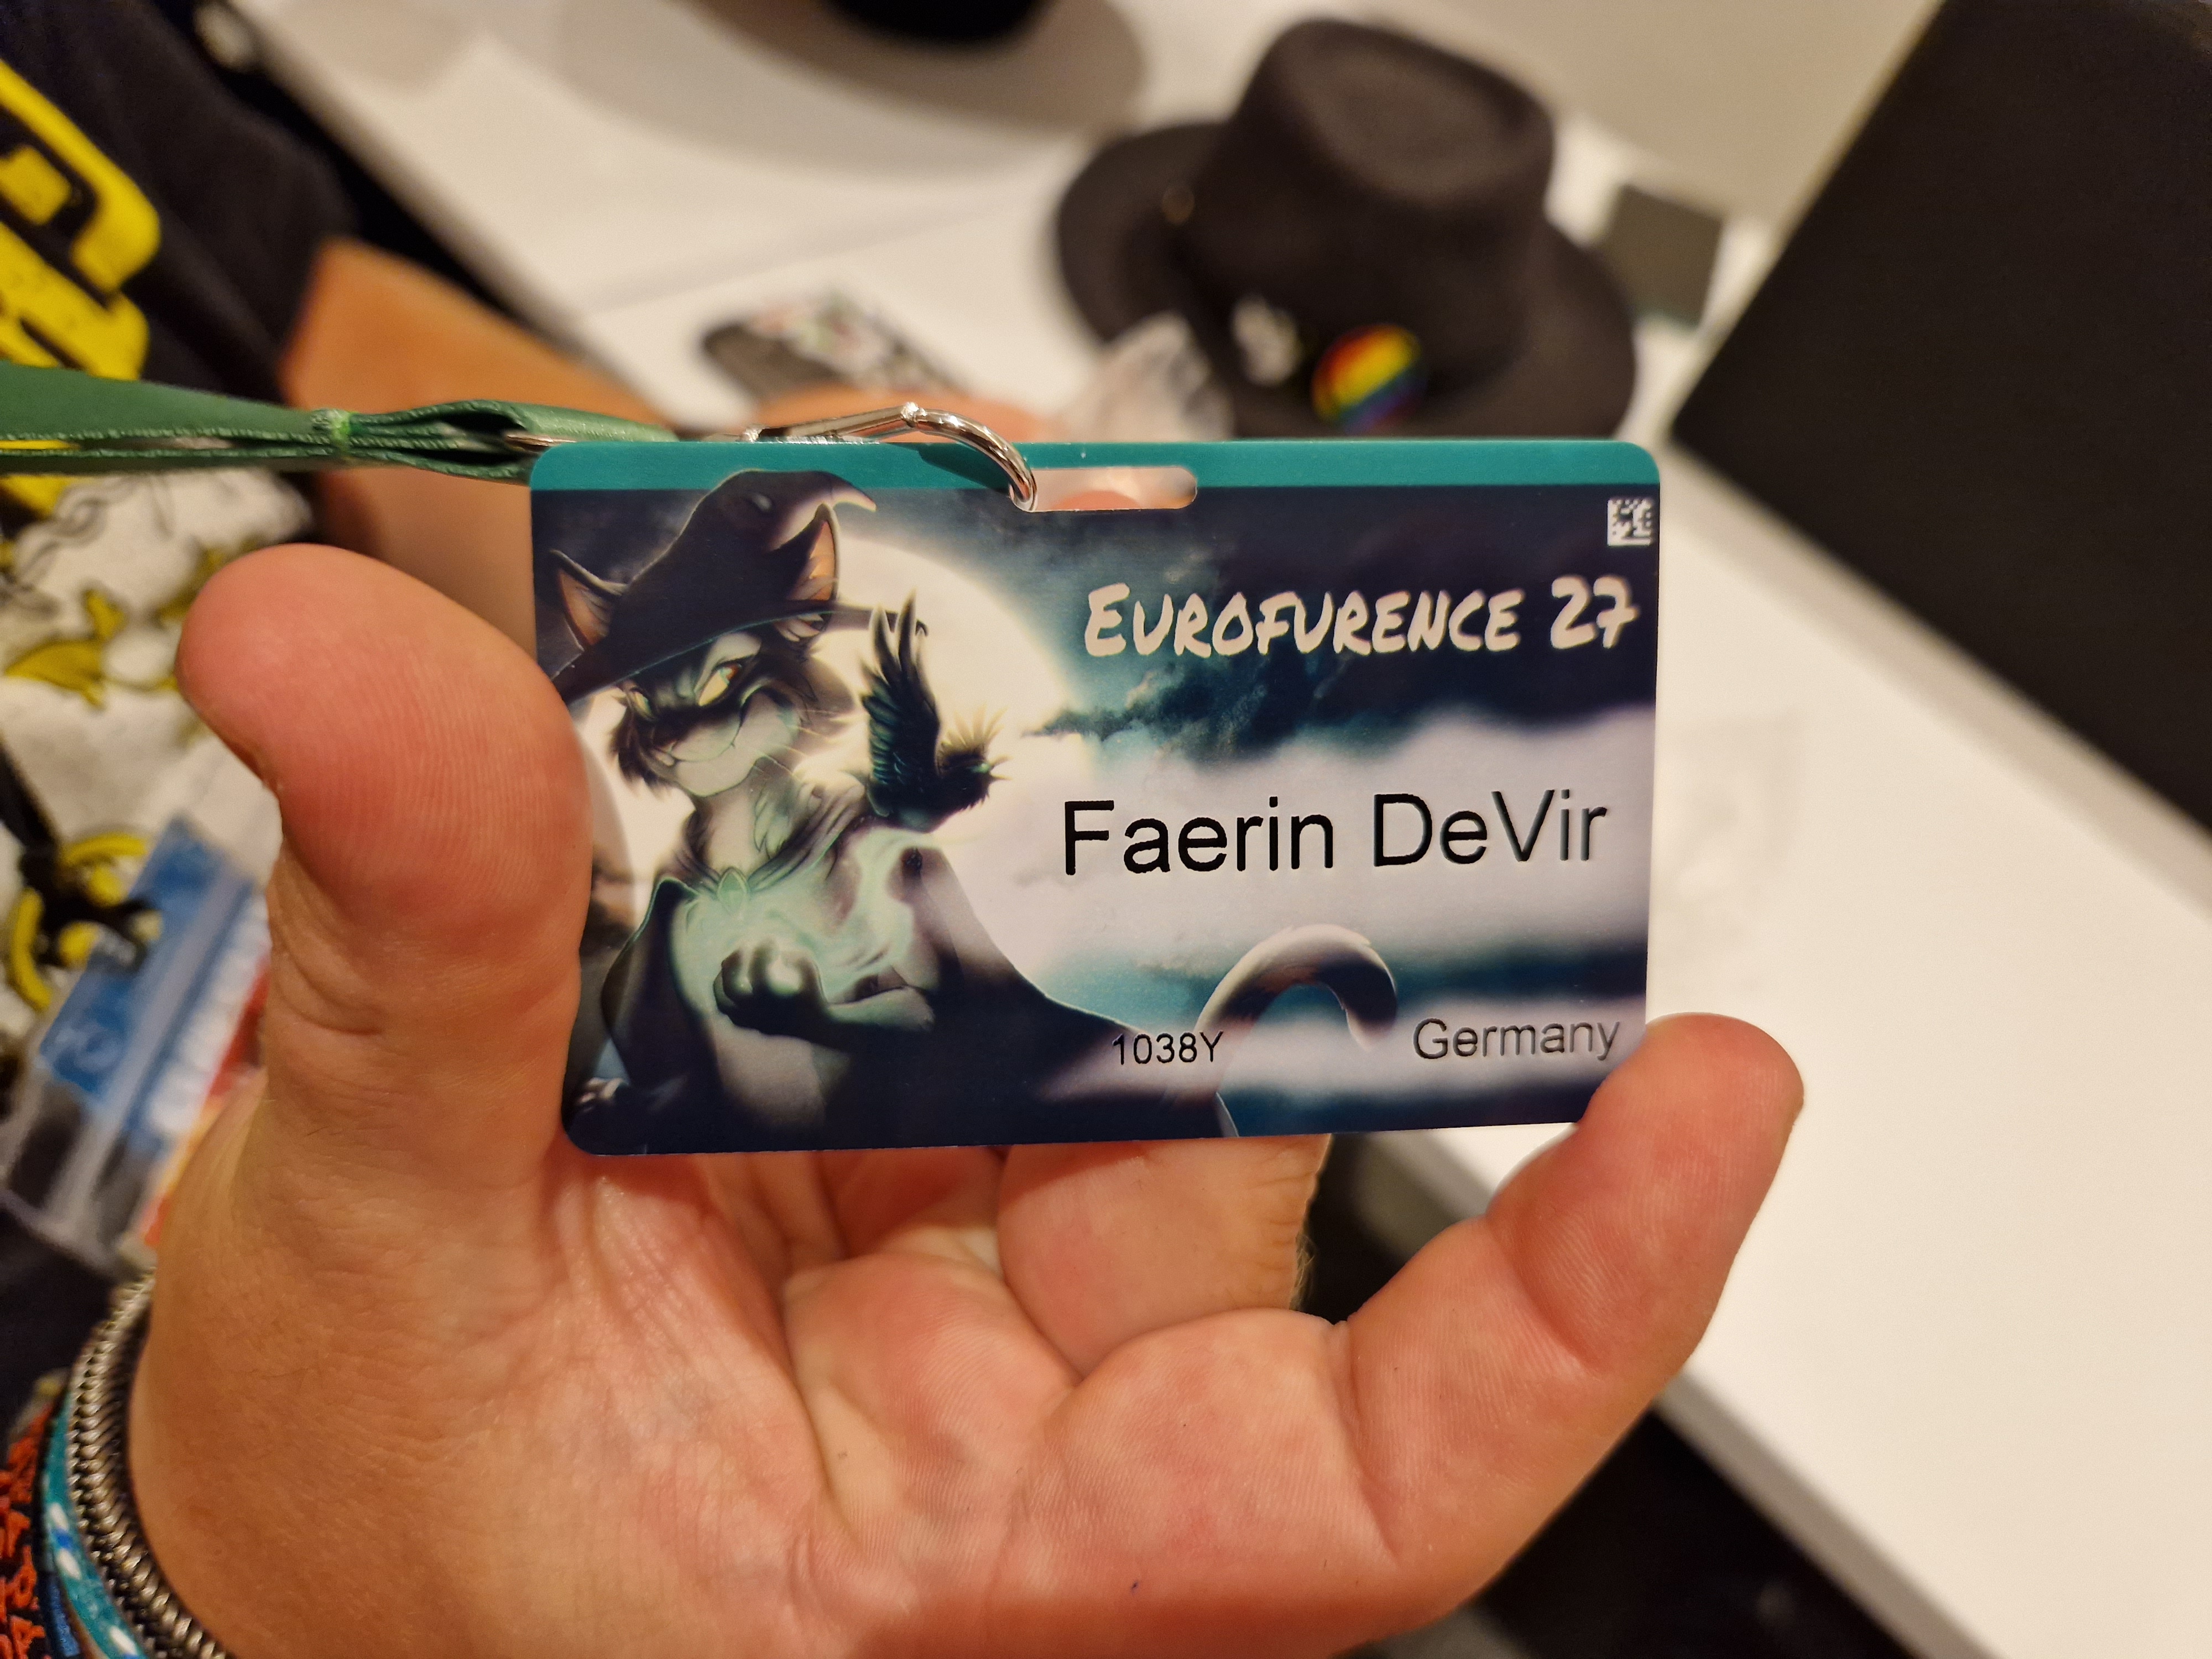 EUROFURENCE 27
Faerin DeVir
1038Y
Germany